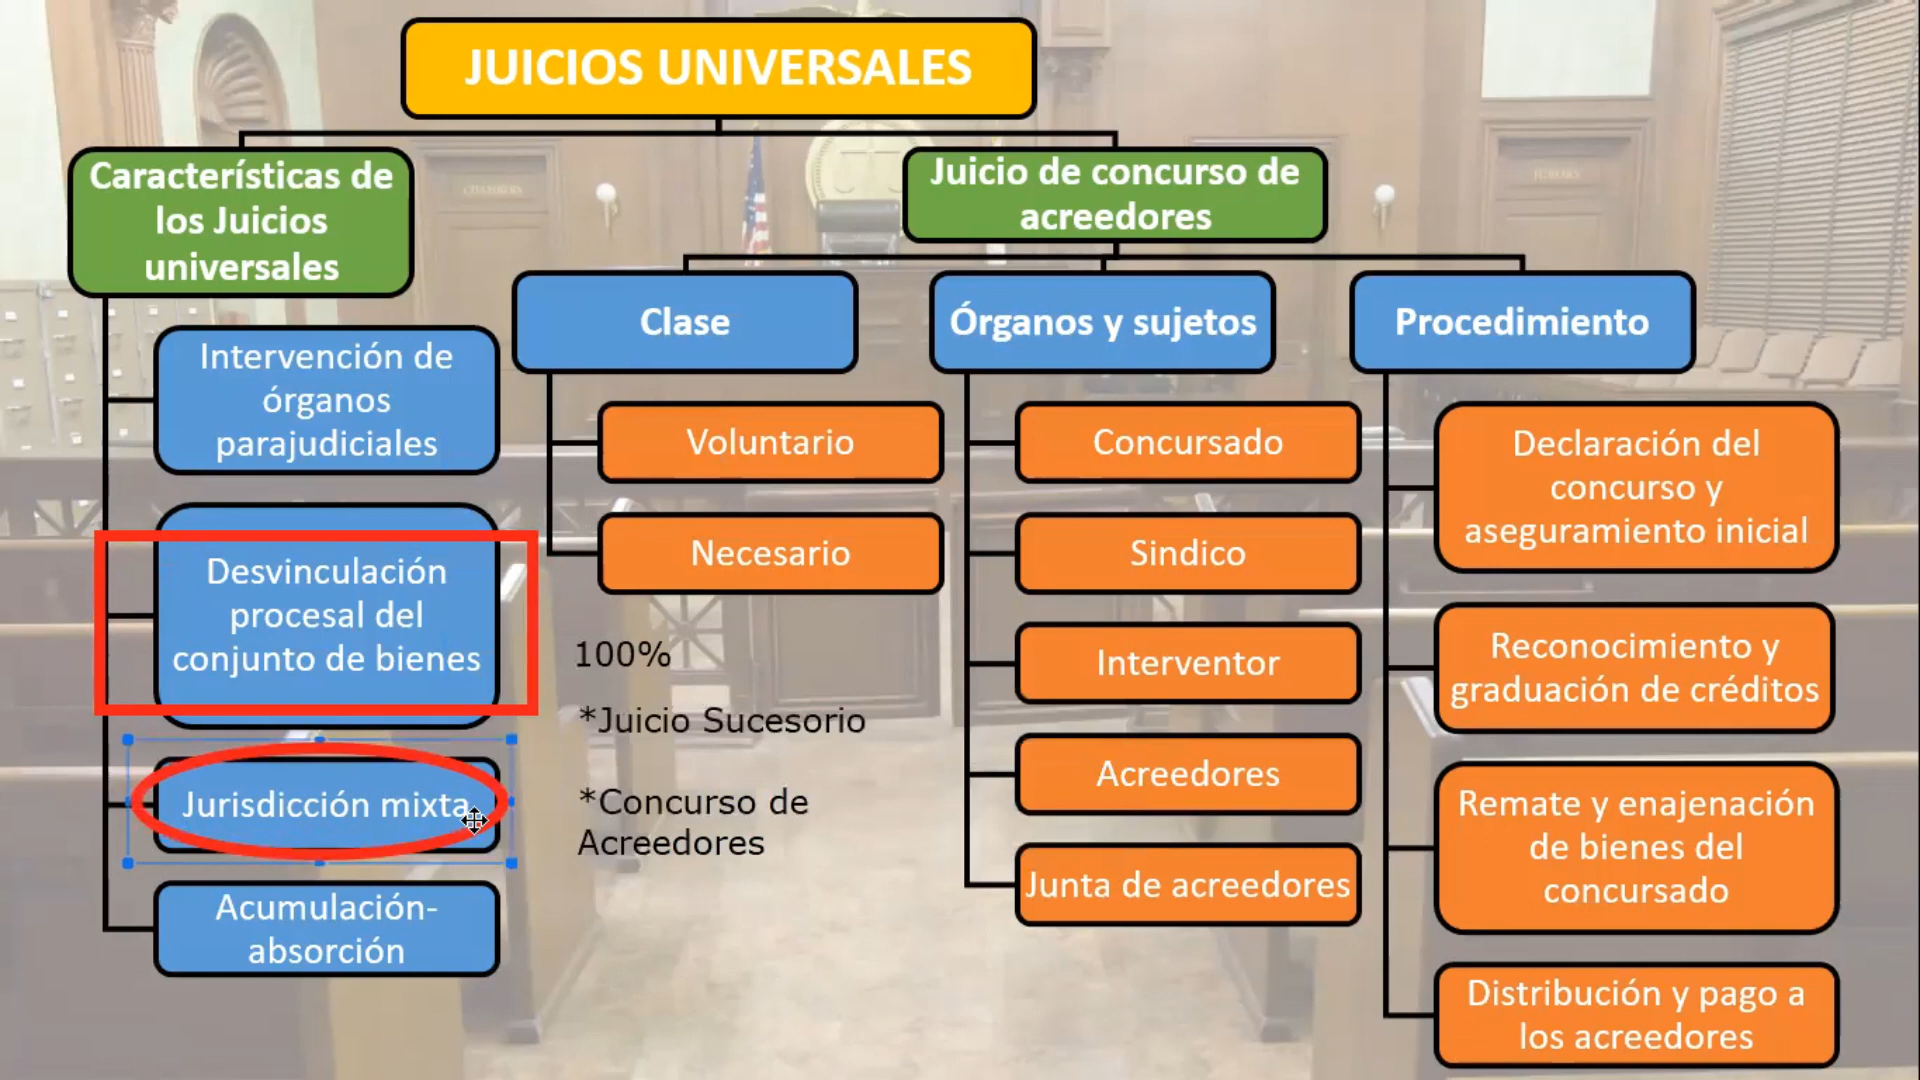 JUICIOS UNIVERSALES
Características de
los Juicios
universales
Intervención de
órganos
parajudiciales
Desvinculación
procesal del
conjunto de bienes
Jurisdicción mixta
Acumulación-
absorción
Juicio de concurso de
acreedores
Clase
Voluntario
Necesario
100%
*Juicio Sucesorio
*Concurso de
Acreedores
Órganos y sujetos
Concursado
Sindico
Interventor
Acreedores
Junta de acreedores
Procedimiento
Declaración del
concurso y
aseguramiento inicial
Reconocimiento y
graduación de créditos
Remate y enajenación
de bienes del
concursado
Distribución y pago a
los acreedores
CHAMBERS